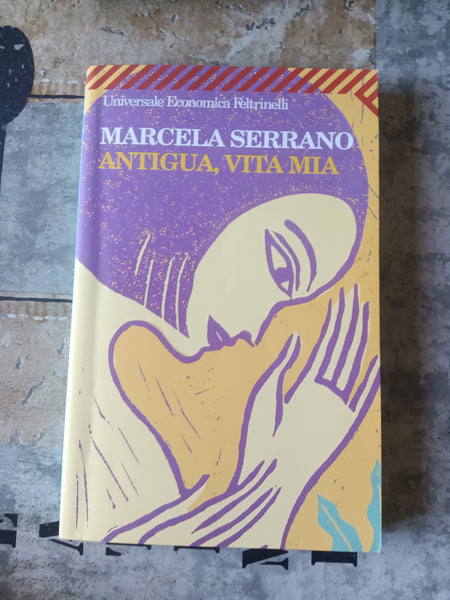 Universale Economica Feltrinelli
MARCELA SERRANO
ANTIGUA, VITA MIA